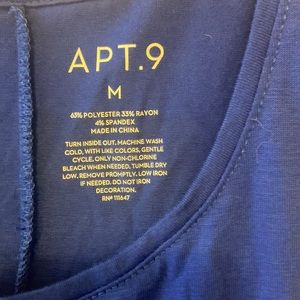 APT.9
M
63% POLYESTER 33% RAYON
4% SPANDEX
MADE IN CHINA
TURN INSIDE OUT. MACHINE WASH
COLD, WITH LIKE COLORS, GENTLE
CYCLE. ONLY NON-CHLORINE
BLEACH WHEN NEEDED. TUMBLE DRY
LOW. REMOVE PROMPTLY. LOW IRON
IF NEEDED. DO NOT IRON
DECORATION.
RN# 111647